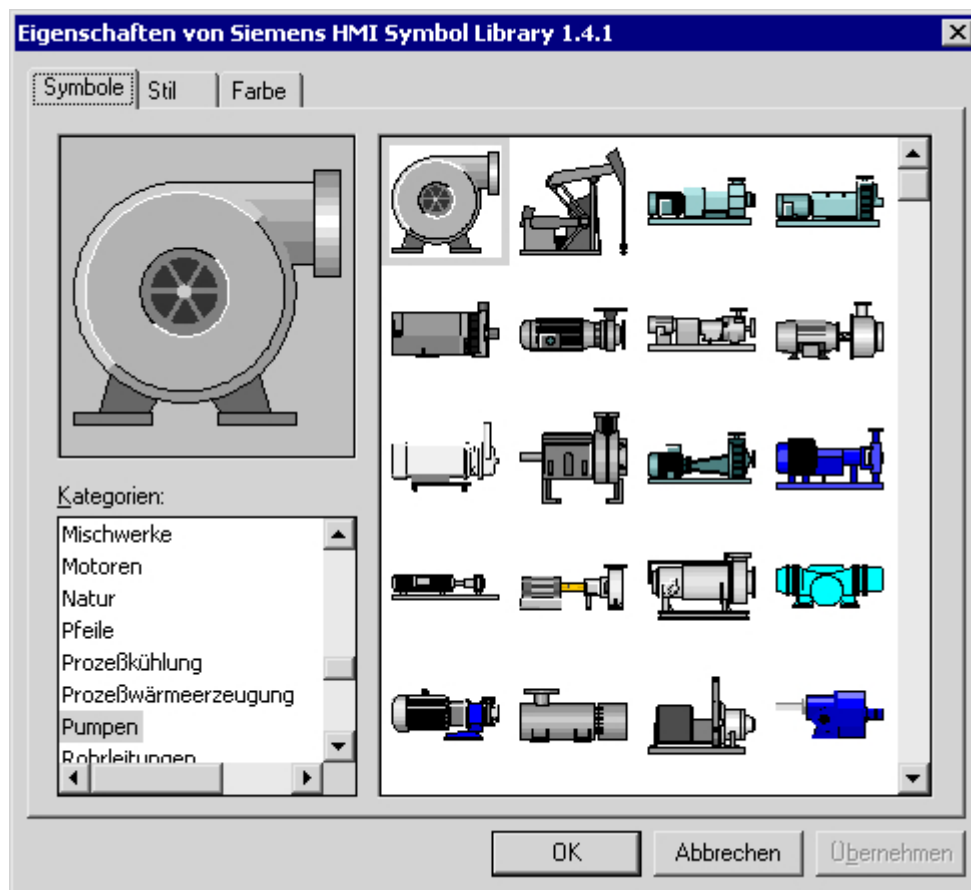 Eigenschaften von Siemens HMI Symbol Library 1.4.1
Symbole
Stil
Farbe
Kategorien:
Mischwerke
Motoren
Natur
Pfeile
Prozeßkühlung
Prozeßwärmeerzeugung
Pumpen
Rohrleitungen
OK
Abbrechen
Übernehmen